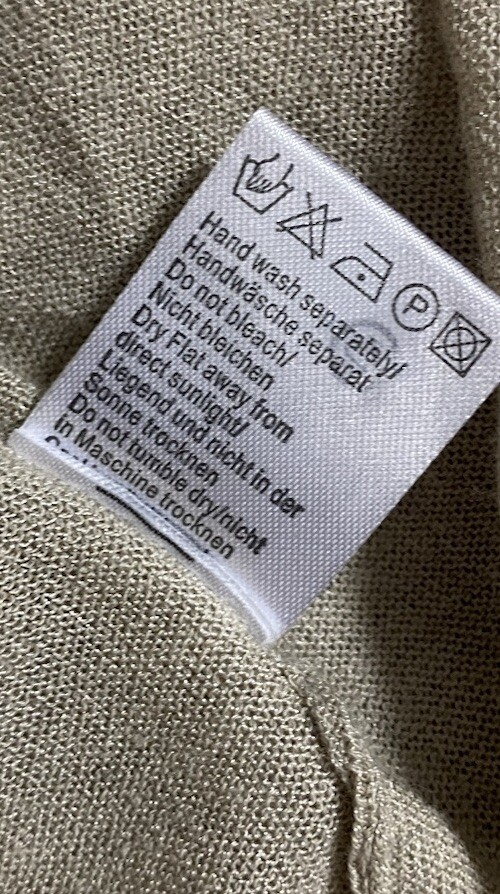 P
Hand wash separately/
Handwäsche separat
Do not bleach/
Nicht bleichen
Dry Flat away from
direct sunlight/
Liegend und nicht in der
Sonne trocknen
Do not tumble dry/nicht
in Maschine trocknen